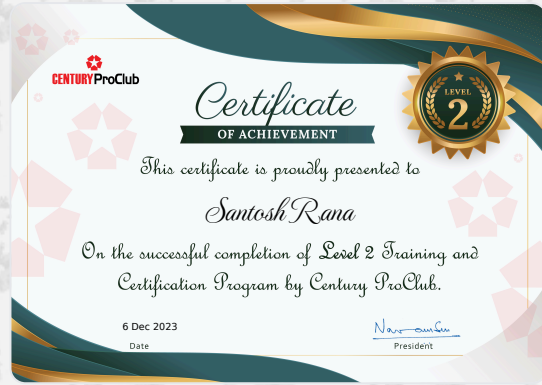 CENTURY ProClub
Certificate
OF ACHIEVEMENT
LEVEL
2
This certificate is proudly presented to
Santosh Rana
On the successful completion of Level 2 Training and
Certification Program by Century ProClub.
6 Dec 2023
Date
President